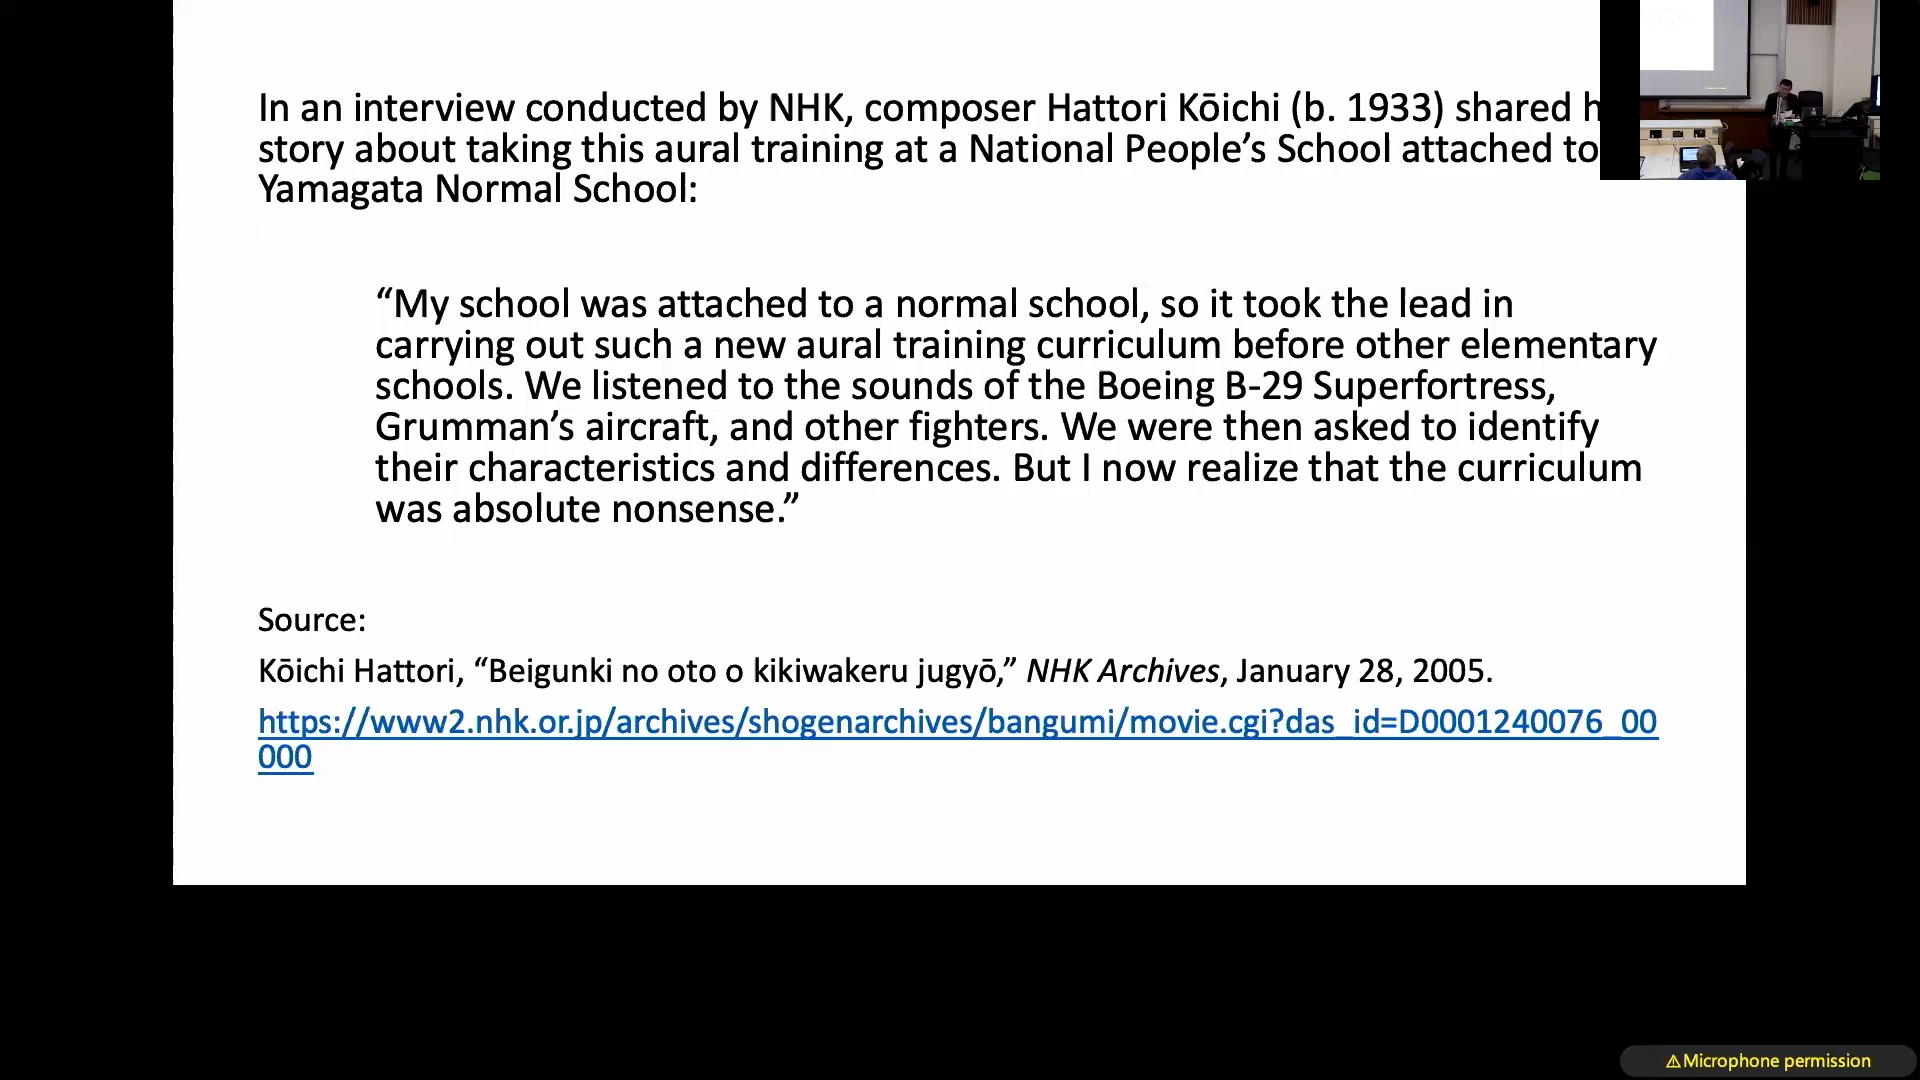 In an interview conducted by NHK, composer Hattori Kōichi (b. 1933) shared
story about taking this aural training at a National People’s School attached to
Yamagata Normal School:
“My school was attached to a normal school, so it took the lead in
carrying out such a new aural training curriculum before other elementary
schools. We listened to the sounds of the Boeing B-29 Superfortress,
Grumman’s aircraft, and other fighters. We were then asked to identify
their characteristics and differences. But I now realize that the curriculum
was absolute nonsense.”
Source:
Kōichi Hattori, “Beigunki no oto o kikiwakeru jugyō,” NHK Archives, January 28, 2005.
https://www2.nhk.or.jp/archives/shogenarchives/bangumi/movie.cgi?das_id=D0001240076_00
000
⚠Microphone permission